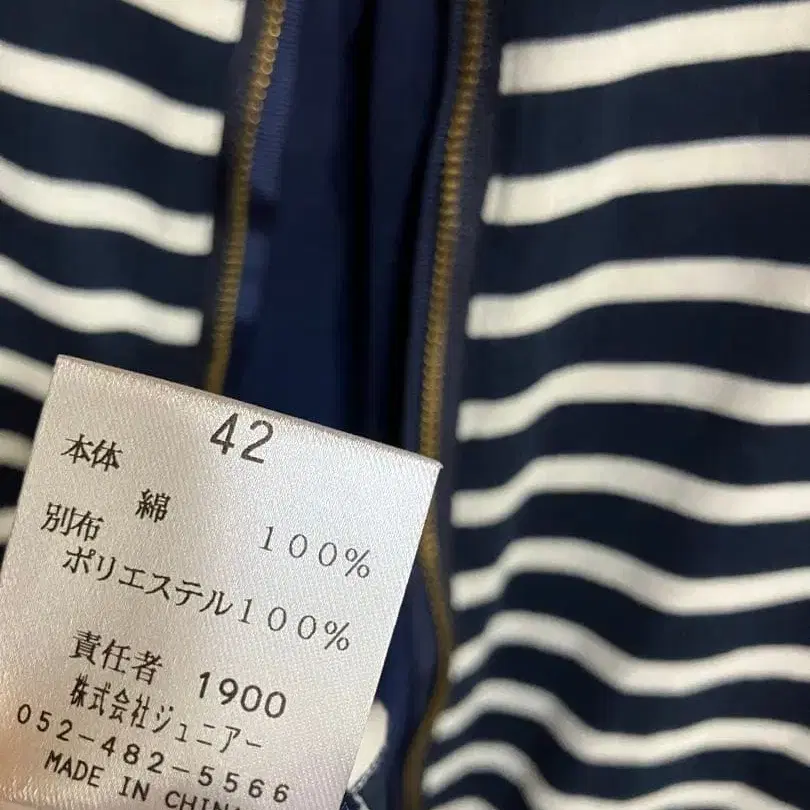 42
本体
綿 100%
別布
ポリエステル100%
責任者 1900
株式会社ジュニアー
052-482-5566
MADE IN CHINA